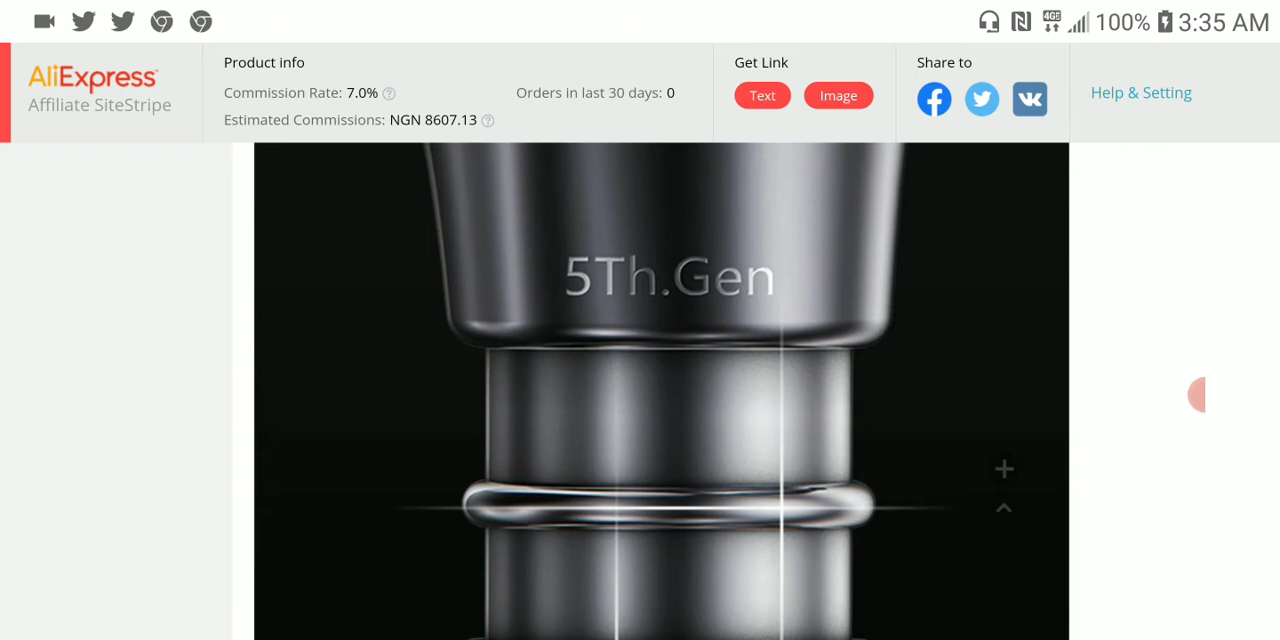 4GE 100% 3:35 AM
AliExpress
Affiliate SiteStripe
Product info
Commission Rate: 7.0% ?
Orders in last 30 days: 0
Estimated Commissions: NGN 8607.13 ?
Get Link
Text Image
Share to
Help & Setting
5Th.Gen